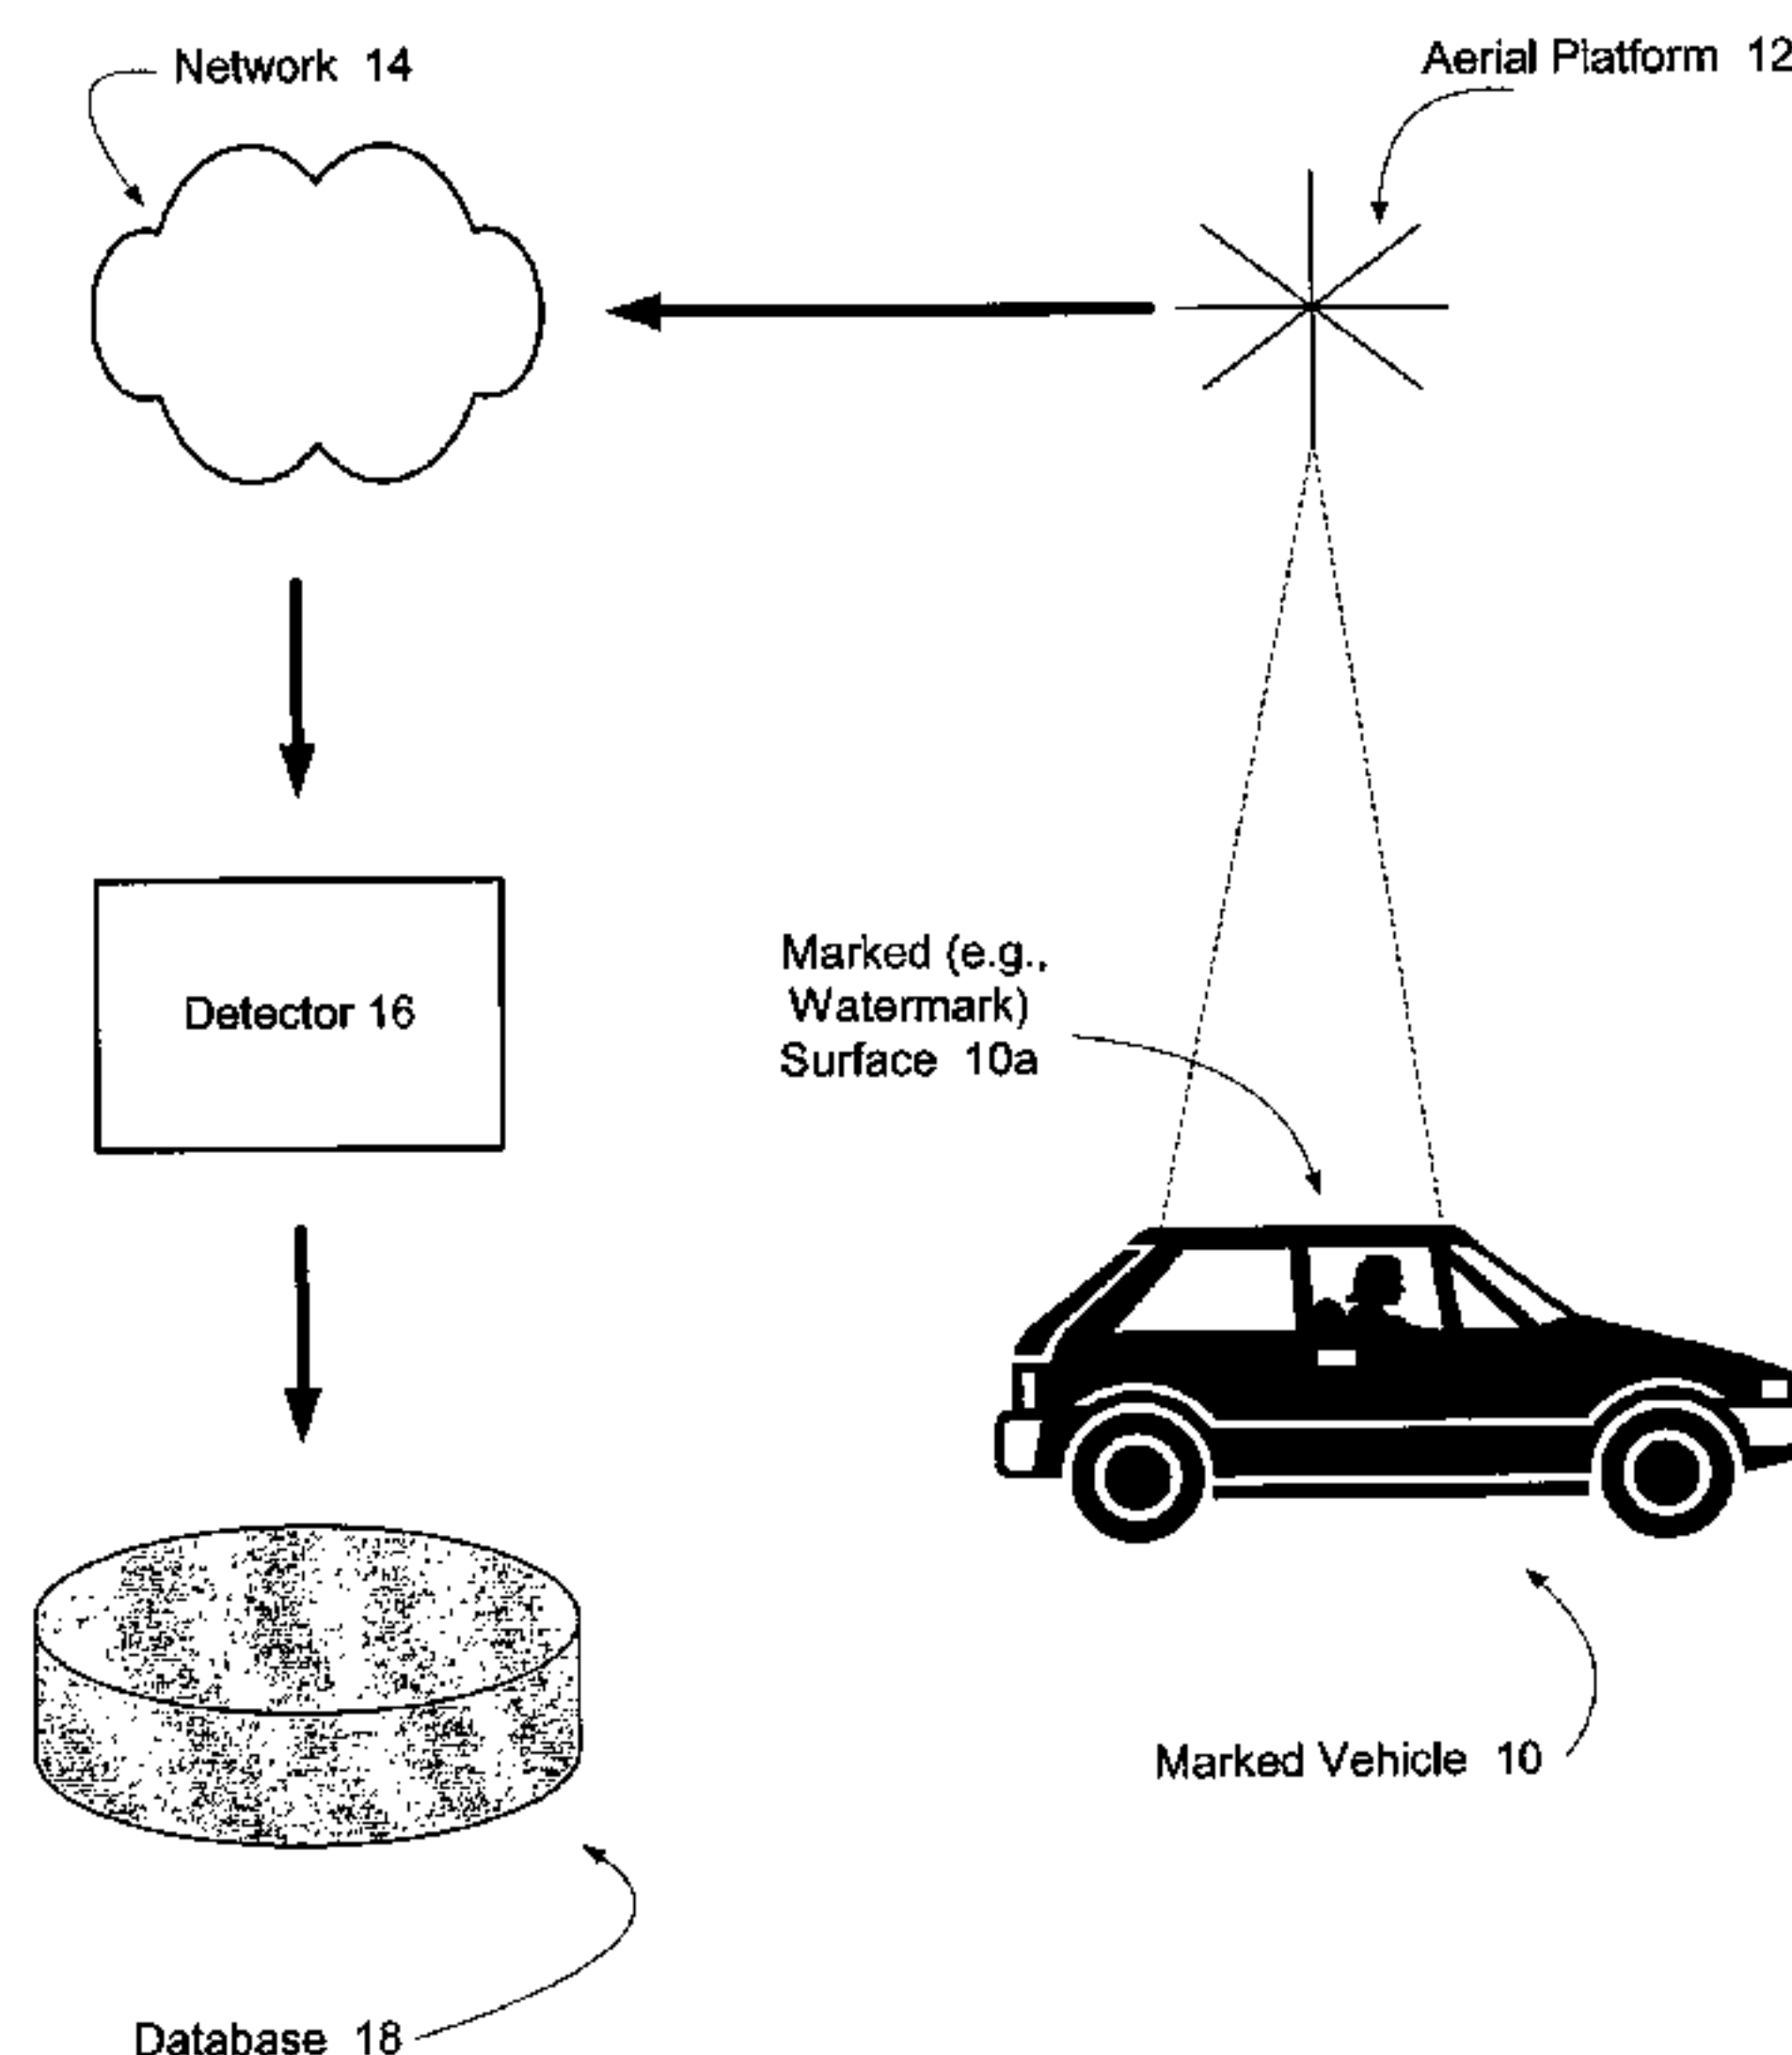 Network 14
Aerial Platform 12
Marked (e.g.,
Watermark)
Surface 10a
Detector 16
Marked Vehicle 10
Database 18